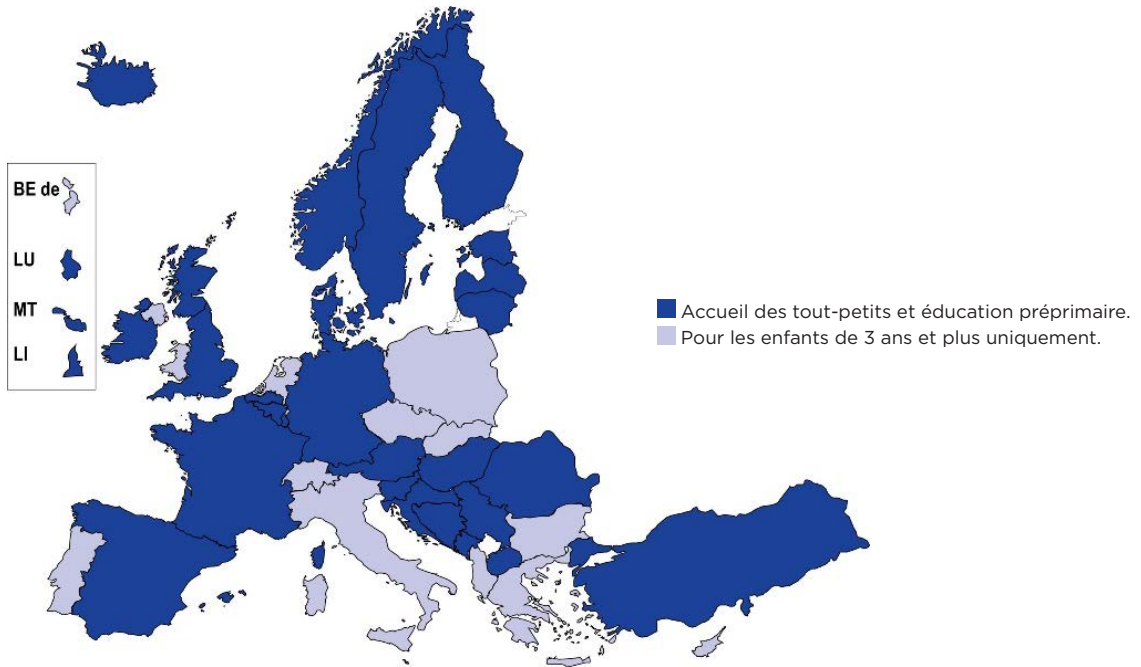 BE de
LU
MT
LI
Accueil des tout-petits et éducation préprimaire.
Pour les enfants de 3 ans et plus uniquement.